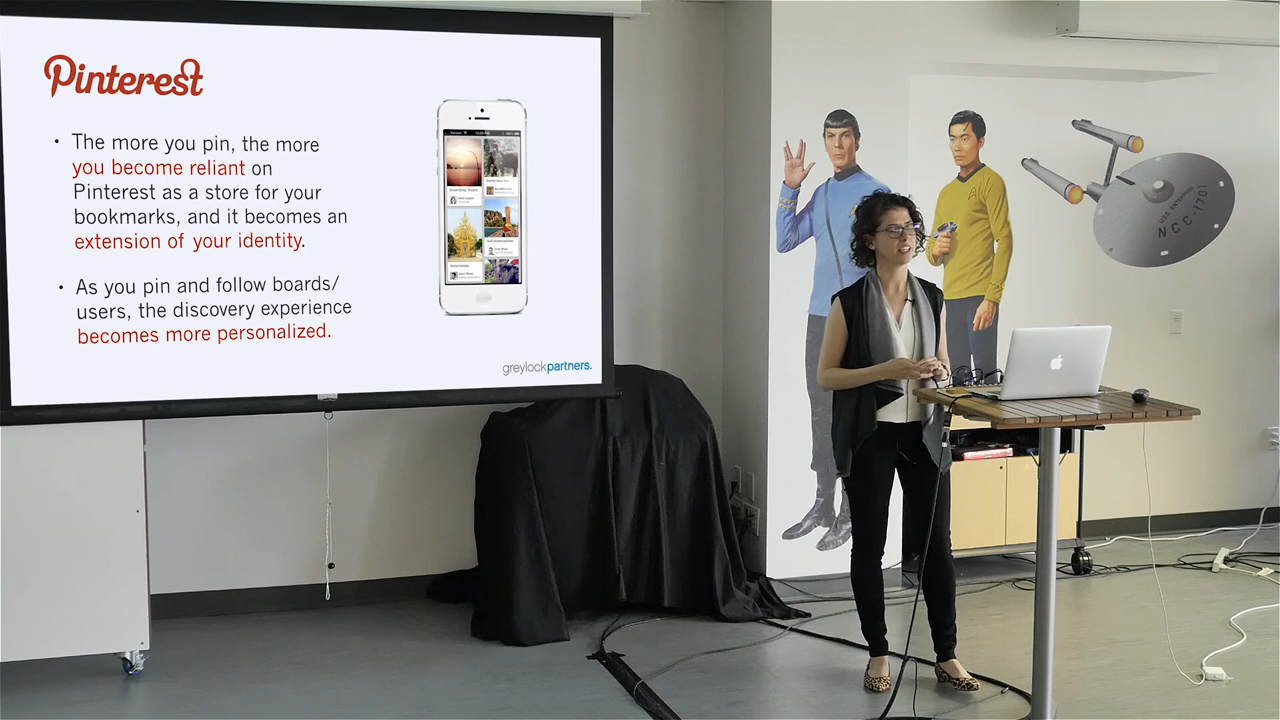 Pinterest
• The more you pin, the more
you become reliant on
Pinterest as a store for your
bookmarks, and it becomes an
extension of your identity.
• As you pin and follow boards/
users, the discovery experience
becomes more personalized.
greylockpartners.
USS ENTERPRISE
NCC-1701